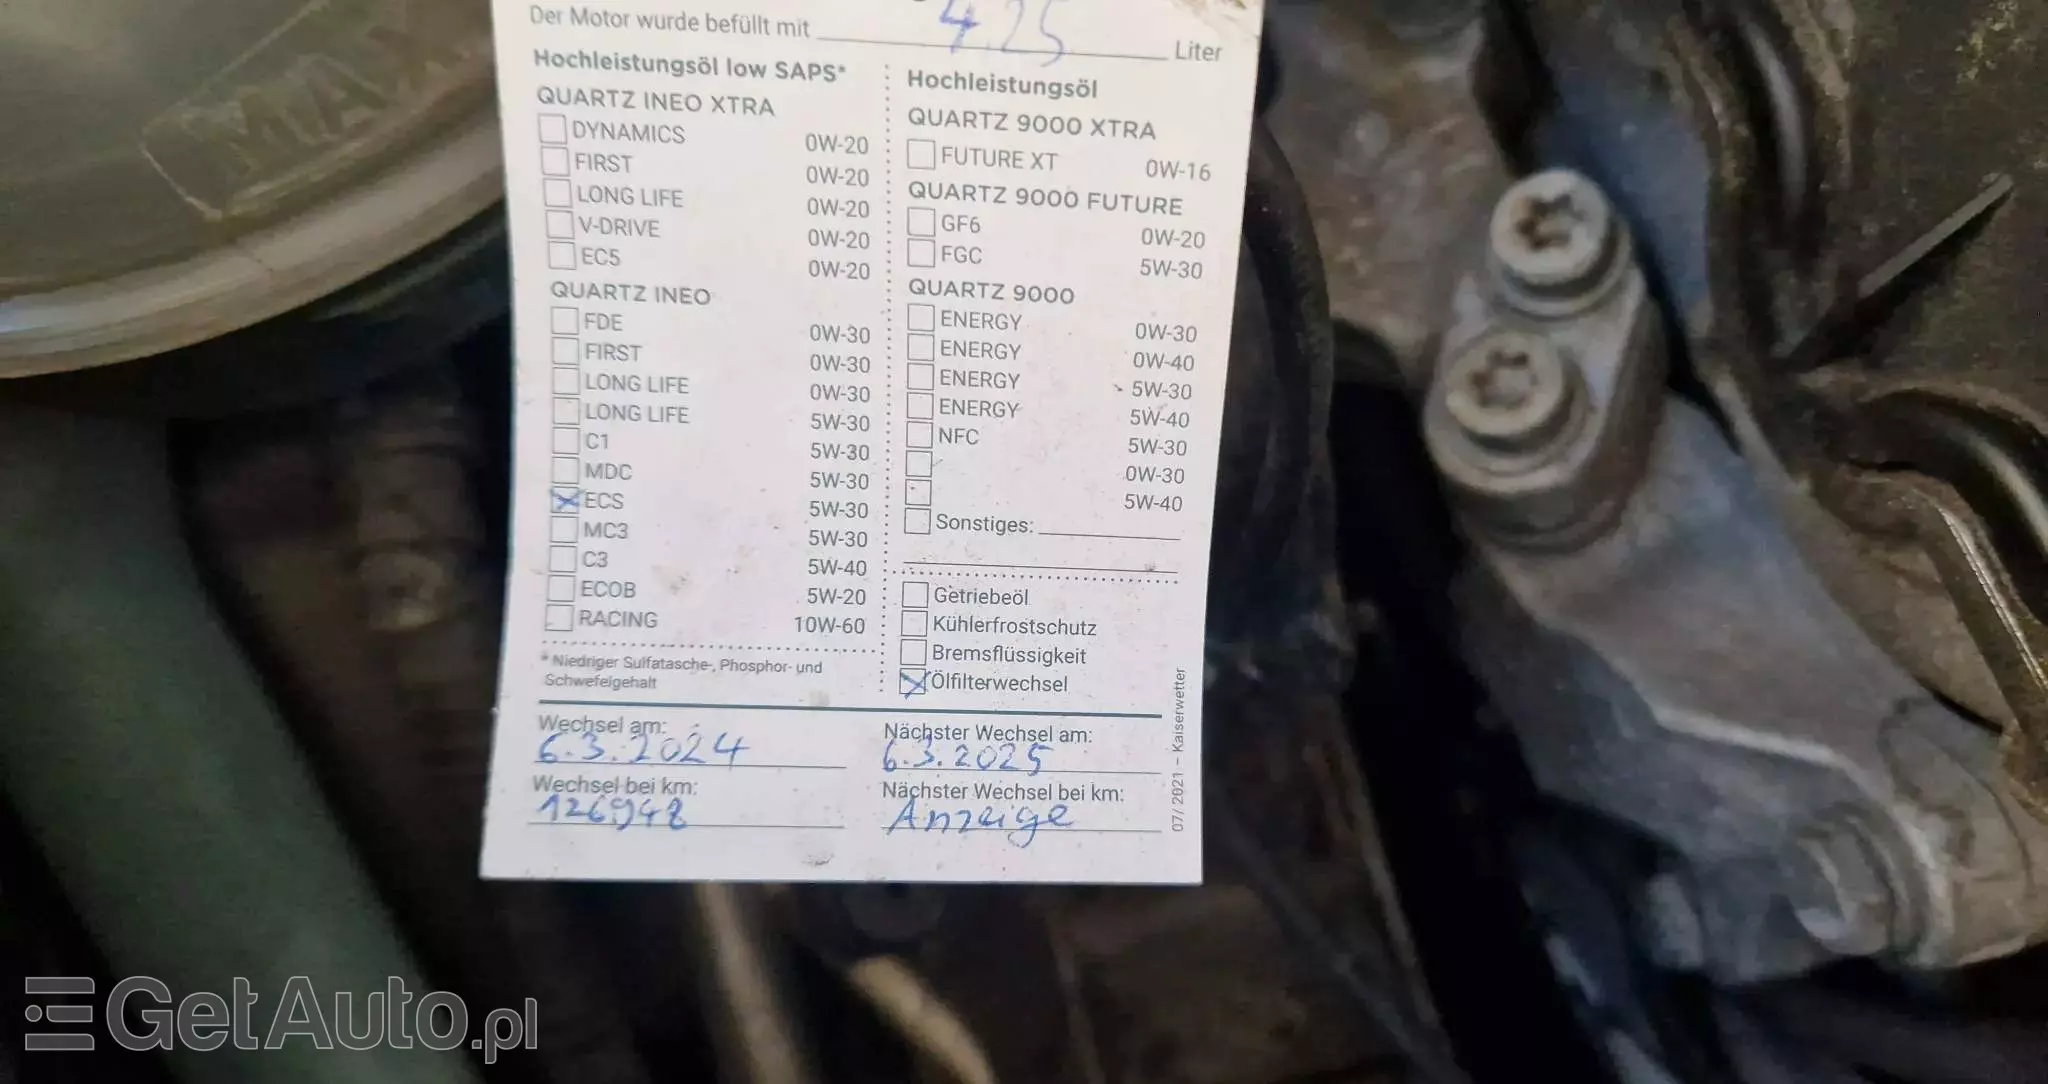 Der Motor wurde befüllt mit 4.25 Liter
Hochleistungsöl low SAPS*
QUARTZ INEO XTRA
DYNAMICS 0W-20
FIRST 0W-20
LONG LIFE 0W-20
V-DRIVE 0W-20
EC5 0W-20
QUARTZ INEO
FDE 0W-30
FIRST 0W-30
LONG LIFE 0W-30
LONG LIFE 5W-30
C1 5W-30
MDC 5W-30
ECS 5W-30
MC3 5W-30
C3 5W-40
ECOB 5W-20
RACING 10W-60
* Niedriger Sulfatasche-, Phosphor- und
Schwefelgehalt
Hochleistungsöl
QUARTZ 9000 XTRA
FUTURE XT 0W-16
QUARTZ 9000 FUTURE
GF6 0W-20
FGC 5W-30
QUARTZ 9000
ENERGY 0W-30
ENERGY 0W-40
ENERGY 5W-30
ENERGY 5W-40
NFC 5W-30
0W-30
5W-40
Sonstiges:
Getriebeöl
Kühlerfrostschutz
Bremsflüssigkeit
Ölfilterwechsel
Wechsel am:
6.3.2024
Nächster Wechsel am:
6.3.2025
Wechsel bei km:
126948
Nächster Wechsel bei km:
Anzeige
07/2021 – Kaiserwetter
GetAuto.pl